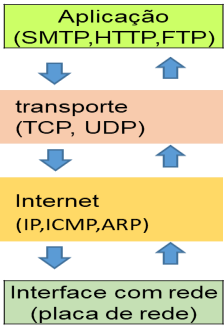 Aplicação
(SMTP,HTTP,FTP)
transporte
(TCP, UDP)
Internet
(IP,ICMP,ARP)
Interface com rede
(placa de rede)